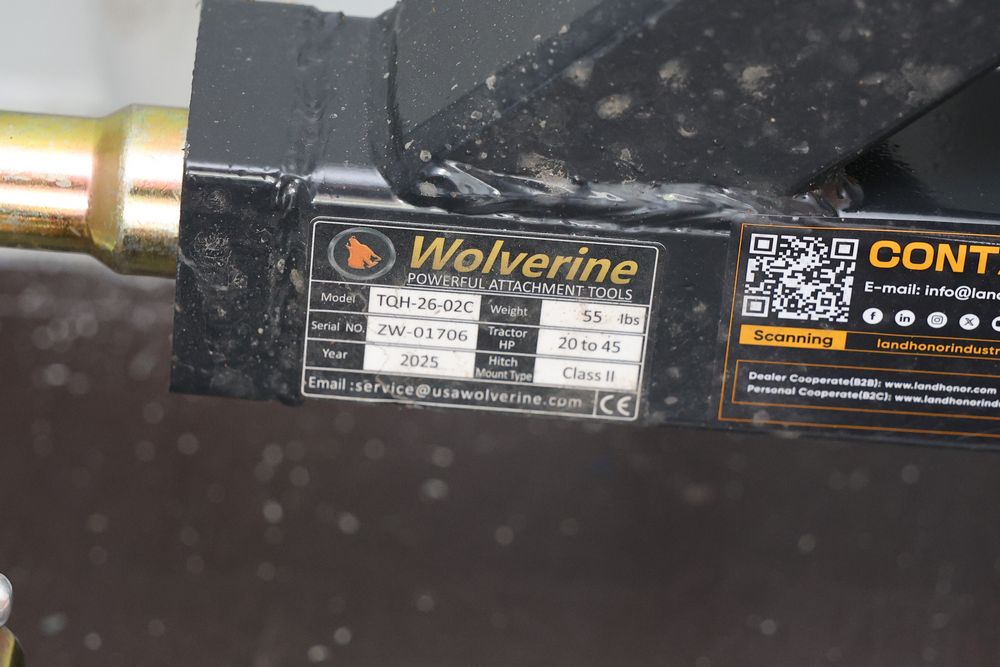 Wolverine
POWERFUL ATTACHMENT TOOLS
Model TQH-26-02C Weight 55 lbs
Serial NO. ZW-01706 Tractor HP 20 to 45
Year 2025 Hitch Mount Type Class II
Email :service@usawolverine.com CE
CONT
E-mail: info@lan
Scanning landhonorindustr
Dealer Cooperate(B2B): www.landhonor.com
Personal Cooperate(B2C): www.landhonorind